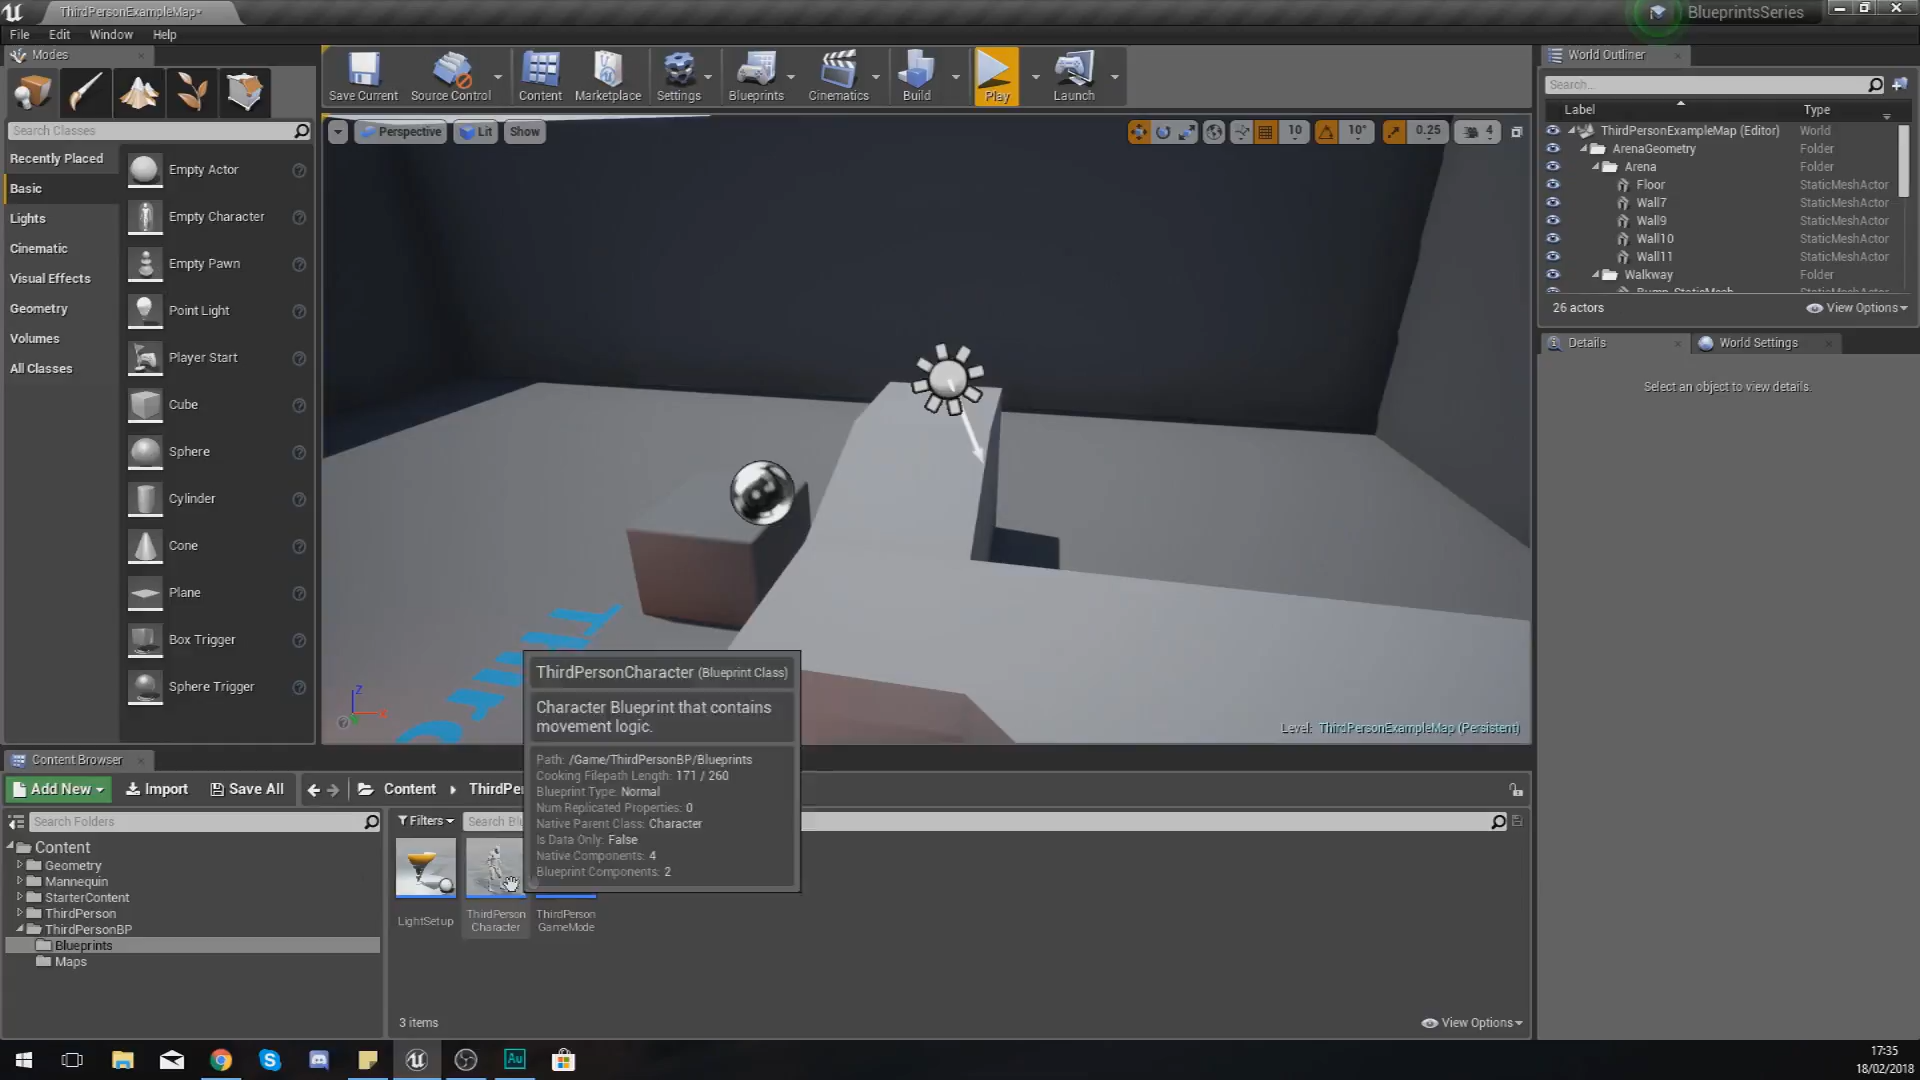 ThirdPersonExampleMap*
BlueprintsSeries
File Edit Window Help
Modes
Save Current
Source Control
Content
Marketplace
Settings
Blueprints
Cinematics
Build
Play
Launch
Search Classes
Recently Placed
Basic
Lights
Cinematic
Visual Effects
Geometry
Volumes
All Classes
Empty Actor
Empty Character
Empty Pawn
Point Light
Player Start
Cube
Sphere
Cylinder
Cone
Plane
Box Trigger
Sphere Trigger
Perspective
Lit
Show
10
10°
0.25
4
Z
X
Level: ThirdPersonExampleMap (Persistent)
World Outliner
Search...
Label Type
ThirdPersonExampleMap (Editor) World
ArenaGeometry Folder
Arena Folder
Floor StaticMeshActor
Wall7 StaticMeshActor
Wall9 StaticMeshActor
Wall10 StaticMeshActor
Wall11 StaticMeshActor
Walkway Folder
26 actors
View Options
Details
World Settings
Select an object to view details.
ThirdPersonCharacter (Blueprint Class)
Character Blueprint that contains
movement logic.
Path: /Game/ThirdPersonBP/Blueprints
Cooking Filepath Length: 171 / 260
Blueprint Type: Normal
Num Replicated Properties: 0
Native Parent Class: Character
Is Data Only: False
Native Components: 4
Blueprint Components: 2
Content Browser
Add New
Import
Save All
Content
Search Folders
Filters
Content
Geometry
Mannequin
StarterContent
ThirdPerson
ThirdPersonBP
Blueprints
Maps
LightSetup
ThirdPerson
Character
ThirdPerson
GameMode
3 items
View Options
Au
17:35
18/02/2018